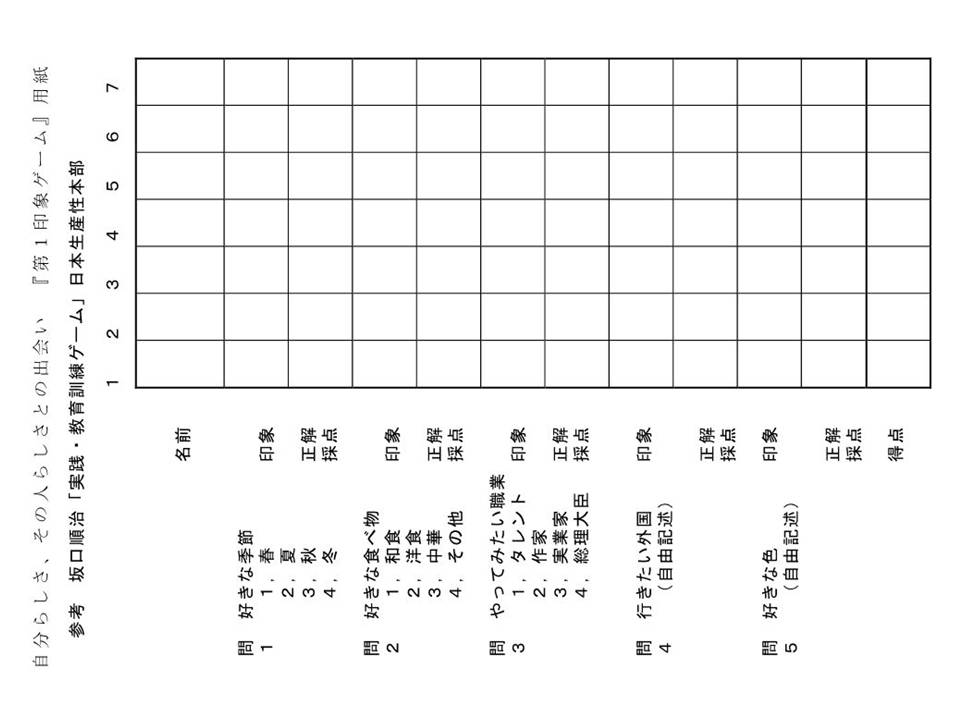 自分らしさ、その人らしさとの出会い 『第１印象ゲーム』用紙
参考 坂口順治「実践・教育訓練ゲーム」日本生産性本部
1 2 3 4 5 6 7
名前
問1 好きな季節
1，春
2，夏
3，秋
4，冬
印象
正解
採点
問2 好きな食べ物
1，和食
2，洋食
3，中華
4，その他
印象
正解
採点
問3 やってみたい職業
1，タレント
2，作家
3，実業家
4，総理大臣
印象
正解
採点
問4 行きたい外国
（自由記述）
印象
正解
採点
問5 好きな色
（自由記述）
印象
正解
採点
得点